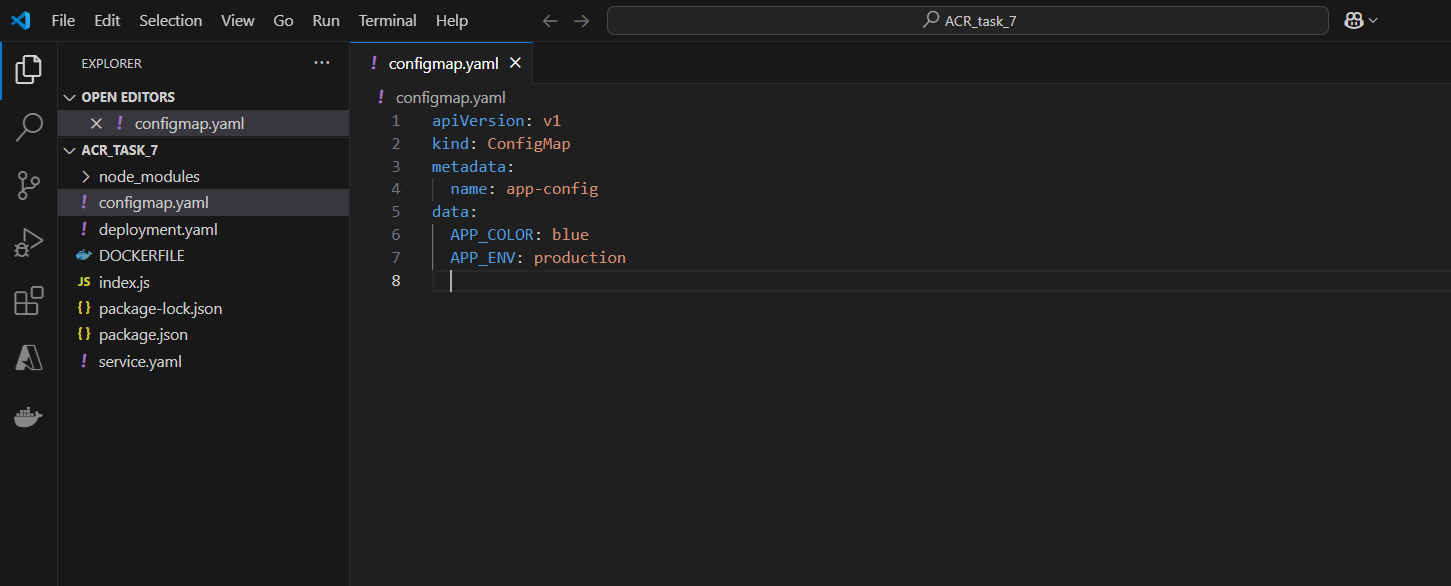 File Edit Selection View Go Run Terminal Help
ACR_task_7
EXPLORER
OPEN EDITORS
! configmap.yaml
ACR_TASK_7
node_modules
! configmap.yaml
! deployment.yaml
DOCKERFILE
JS index.js
{} package-lock.json
{} package.json
! service.yaml
! configmap.yaml
! configmap.yaml
1 apiVersion: v1
2 kind: ConfigMap
3 metadata:
4   name: app-config
5 data:
6   APP_COLOR: blue
7   APP_ENV: production
8